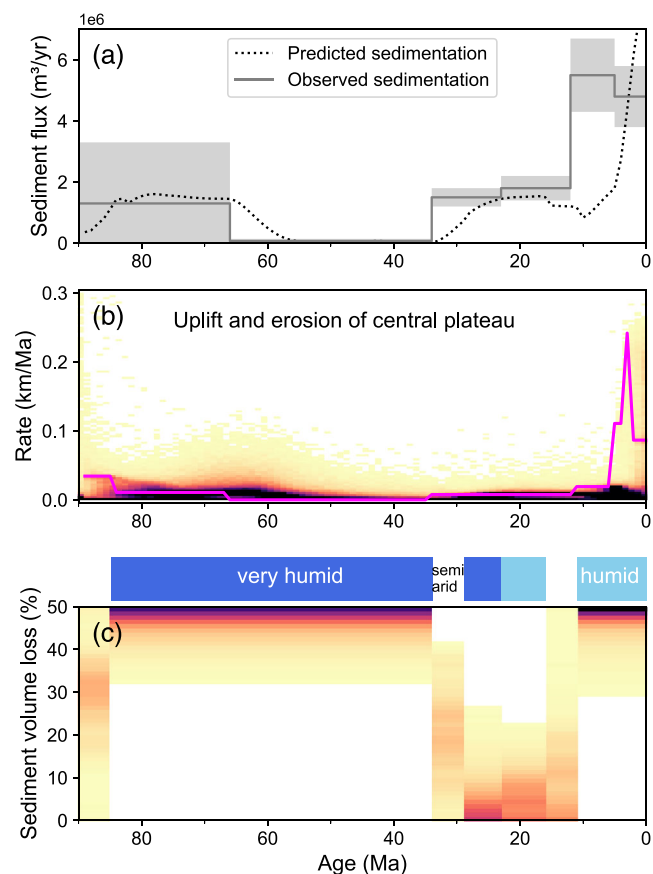 1e6
(a)
Predicted sedimentation
Observed sedimentation
Sediment flux (m³/yr)
6
4
2
0
80
60
40
20
0
(b)
Uplift and erosion of central plateau
Rate (km/Ma)
0.3
0.2
0.1
0.0
80
60
40
20
0
very humid
semi
arid
humid
(c)
Sediment volume loss (%)
50
40
30
20
10
0
80
60
40
20
0
Age (Ma)